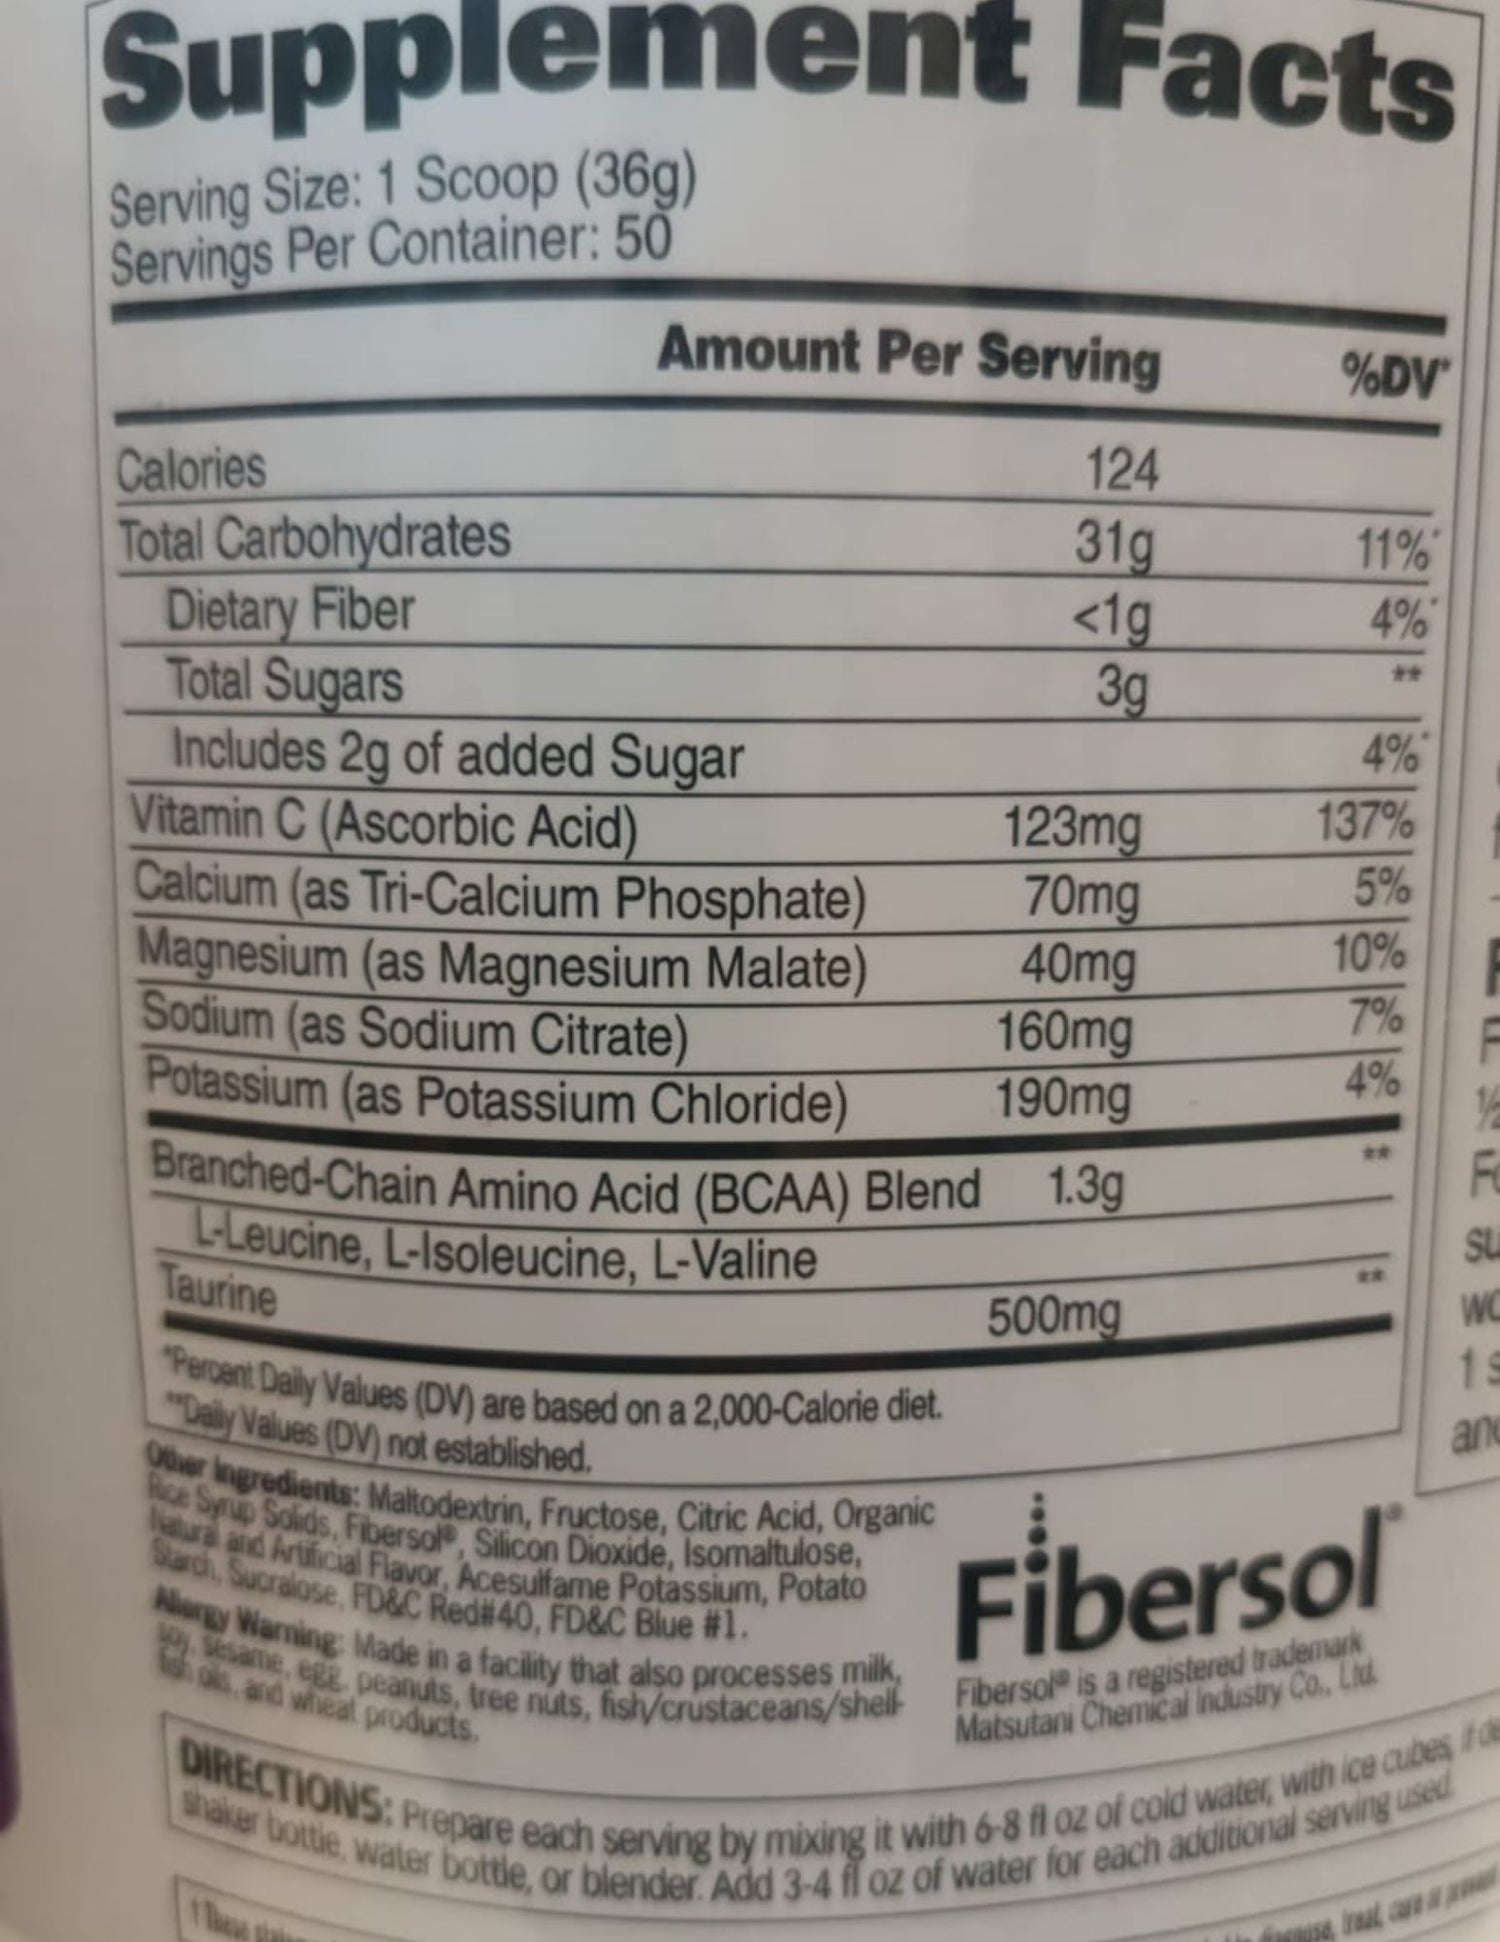 Supplement Facts
Serving Size: 1 Scoop (36g)
Servings Per Container: 50
Amount Per Serving %DV*
Calories 124
Total Carbohydrates 31g 11%*
Dietary Fiber <1g 4%*
Total Sugars 3g **
Includes 2g of added Sugar 4%*
Vitamin C (Ascorbic Acid) 123mg 137%
Calcium (as Tri-Calcium Phosphate) 70mg 5%
Magnesium (as Magnesium Malate) 40mg 10%
Sodium (as Sodium Citrate) 160mg 7%
Potassium (as Potassium Chloride) 190mg 4%
Branched-Chain Amino Acid (BCAA) Blend 1.3g **
L-Leucine, L-Isoleucine, L-Valine
Taurine 500mg **
*Percent Daily Values (DV) are based on a 2,000-Calorie diet.
**Daily Values (DV) not established.
Other Ingredients: Maltodextrin, Fructose, Citric Acid, Organic
Rice Syrup Solids, Fibersol®, Silicon Dioxide, Isomaltulose,
Natural and Artificial Flavor, Acesulfame Potassium, Potato
Starch, Sucralose, FD&C Red#40, FD&C Blue #1.
Allergy Warning: Made in a facility that also processes milk,
soy, sesame, egg, peanuts, tree nuts, fish/crustaceans/shell-
fish oils, and wheat products.
Fibersol®
Fibersol® is a registered trademark
Matsutani Chemical Industry Co., Ltd.
DIRECTIONS: Prepare each serving by mixing it with 6-8 fl oz of cold water, with ice cubes, if
shaker bottle, water bottle, or blender. Add 3-4 fl oz of water for each additional serving used.
† These
diagnose, treat, cure or prevent